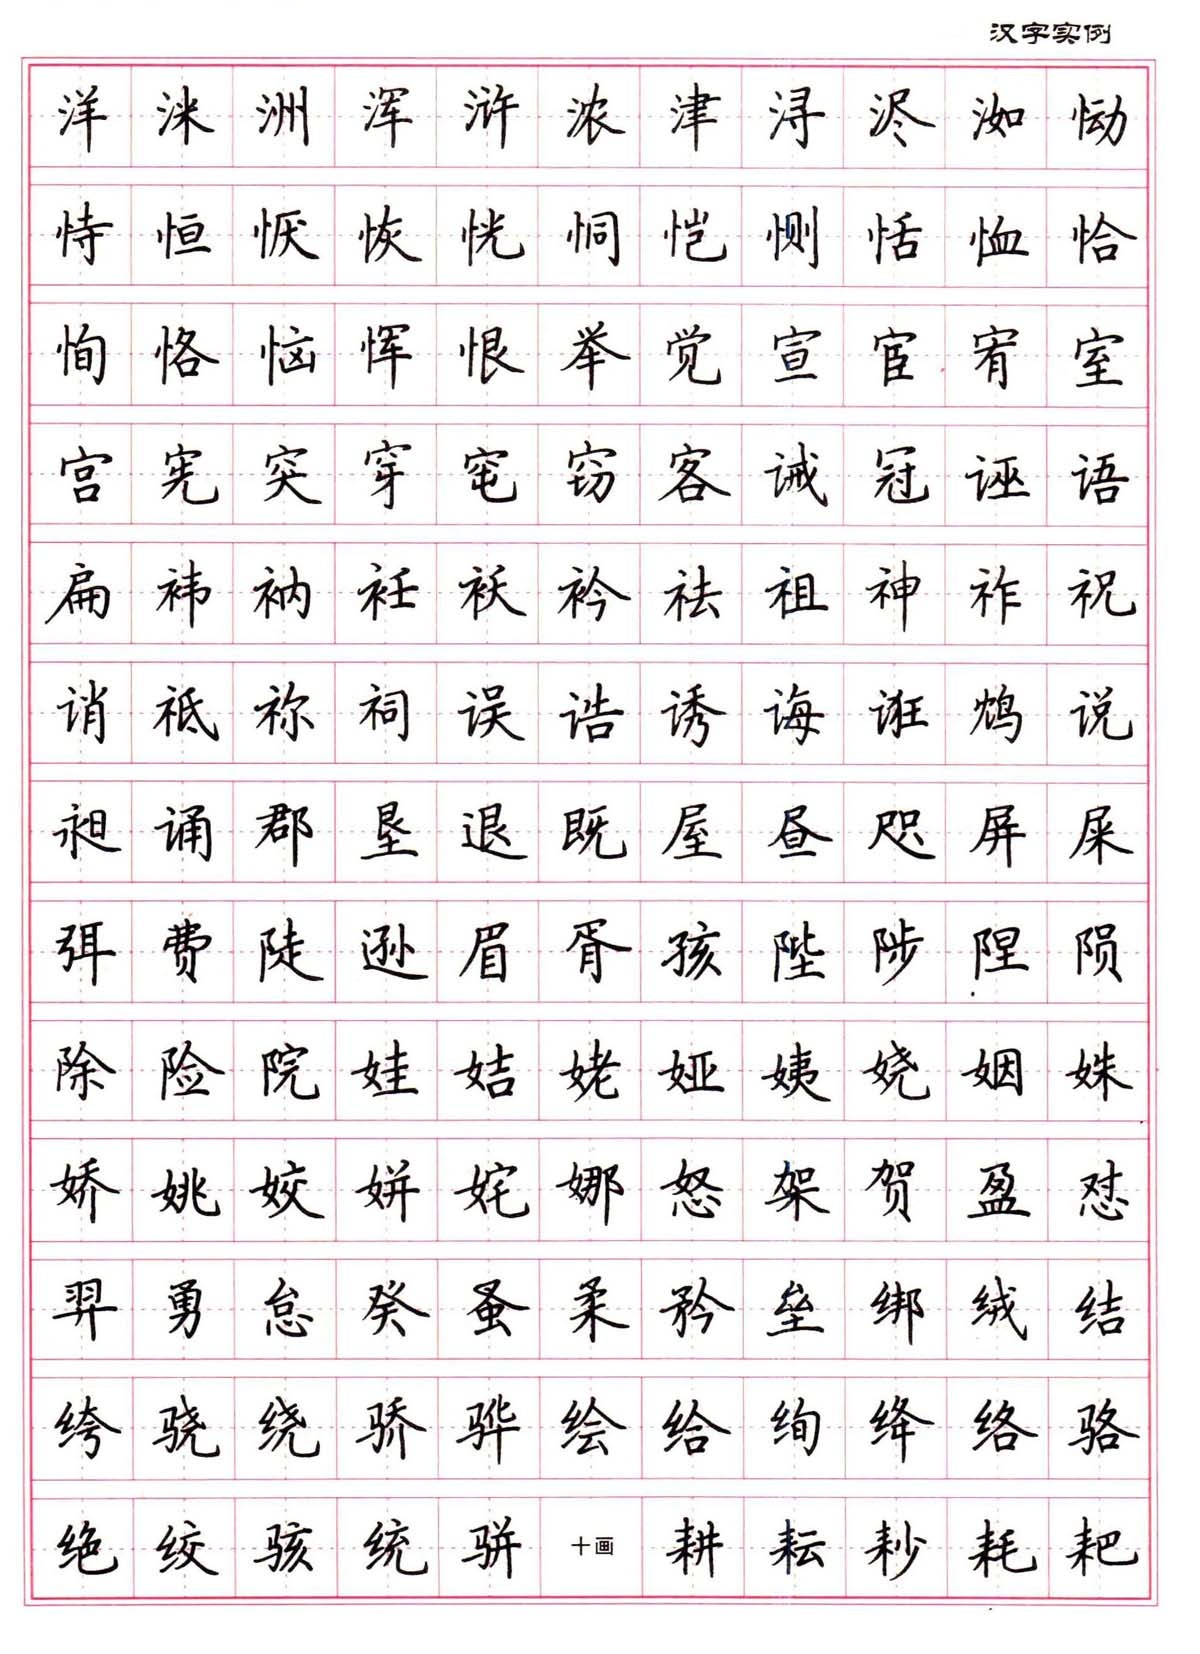 汉字实例
洋 洣 洲 浑 浒 浓 津 浔 浕 洳 恸
恃 恒 恹 恢 恍 恫 恺 恻 恬 恤 恰
恂 恪 恼 恽 恨 举 觉 宣 宦 宥 室
宫 宪 突 穿 窀 窃 客 诫 冠 诬 语
扁 袆 衲 衽 袄 衿 祛 祖 神 祚 祝
诮 祗 祢 祠 误 诰 诱 诲 诳 鸩 说
昶 诵 郡 垦 退 既 屋 昼 咫 屏 屎
弭 费 陡 逊 眉 胥 孩 陛 陟 陧 陨
除 险 院 娃 姞 姥 娅 姨 娆 姻 姝
娇 姚 姣 姘 姹 娜 怒 架 贺 盈 怼
羿 勇 怠 癸 蚤 柔 矜 垒 绑 绒 结
绔 骁 绕 骄 骅 绘 给 绚 绛 络 骆
绝 绞 骇 统 骈 十画 耕 耘 耖 耗 耙